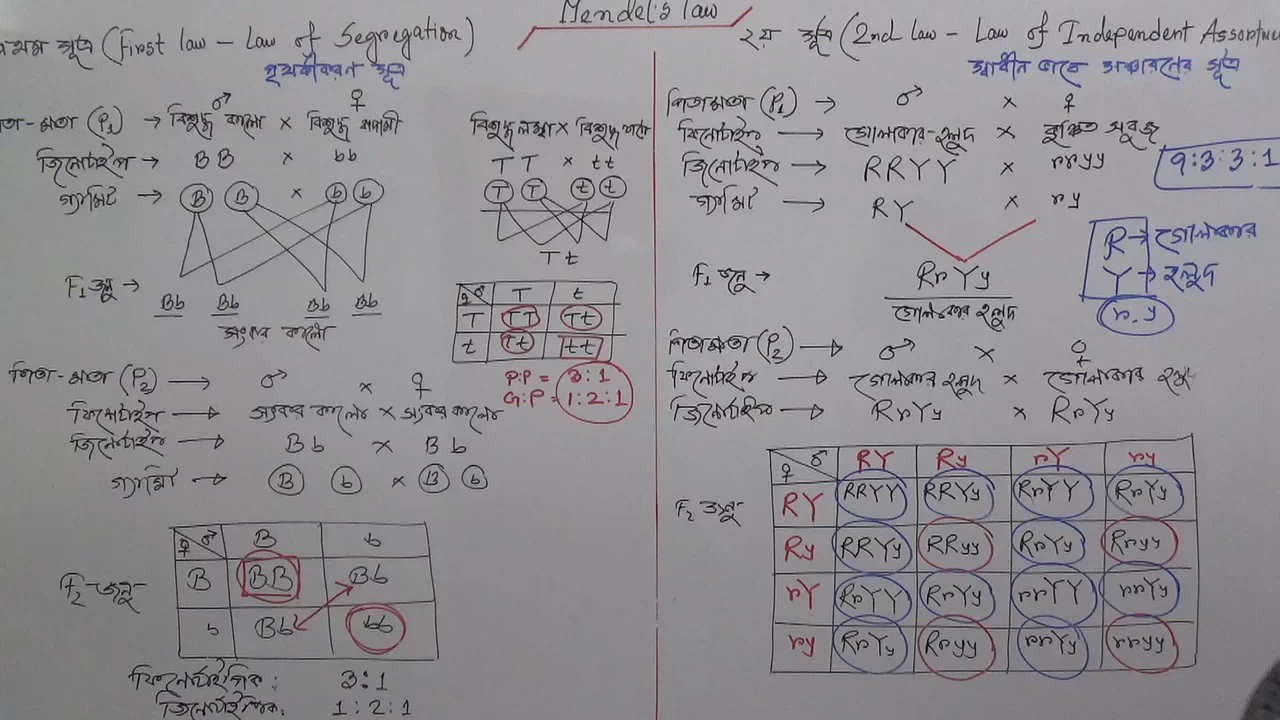 Mendel's law
প্রথম সূত্র (First law - Law of Segregation)
পৃথকীকরণ সূত্র
পিতা-মাতা (P₁) → বিশুদ্ধ কালো × বিশুদ্ধ বাদামী
♂ ♀
জিনোটাইপ → BB × bb
গ্যামিট → B B × b b
F₁ জনু →
Bb Bb Bb Bb
সংকর কালো
বিশুদ্ধ লম্বা × বিশুদ্ধ খাটো
TT × tt
T T t t
Tt
♀ ♂ T t
T TT Tt
t Tt tt
P:P = 3:1
G:P = 1:2:1
পিতা-মাতা (P₂) → ♂ × ♀
ফিনোটাইপ → সংকর কালো × সংকর কালো
জিনোটাইপ → Bb × Bb
গ্যামিট → B b × B b
F₂ জনু
♀ ♂ B b
B BB Bb
b Bb bb
ফিনোটাইপিক: 3:1
জিনোটাইপিক: 1:2:1
২য় সূত্র (2nd law - Law of Independent Assortme
স্বাধীন ভাবে সঞ্চারনের সূত্র
পিতামাতা (P₁) → ♂ × ♀
ফিনোটাইপ → গোলাকার-হলুদ × কুঞ্চিত সবুজ
জিনোটাইপ → RRYY × rryy
গ্যামিট → RY × ry
9:3:3:1
R → গোলাকার
Y → হলুদ
r, y
F₁ জনু → RrYy
গোলাকার হলুদ
পিতামাতা (P₂) → ♂ × ♀
ফিনোটাইপ → গোলাকার হলুদ × গোলাকার হলুদ
জিনোটাইপ → RrYy × RrYy
F₂ জনু-
♀ ♂ RY Ry rY ry
RY RRYY RRYy RrYY RrYy
Ry RRYy RRyy RrYy Rryy
rY RrYY RrYy rrYY rrYy
ry RrYy Rryy rrYy rryy